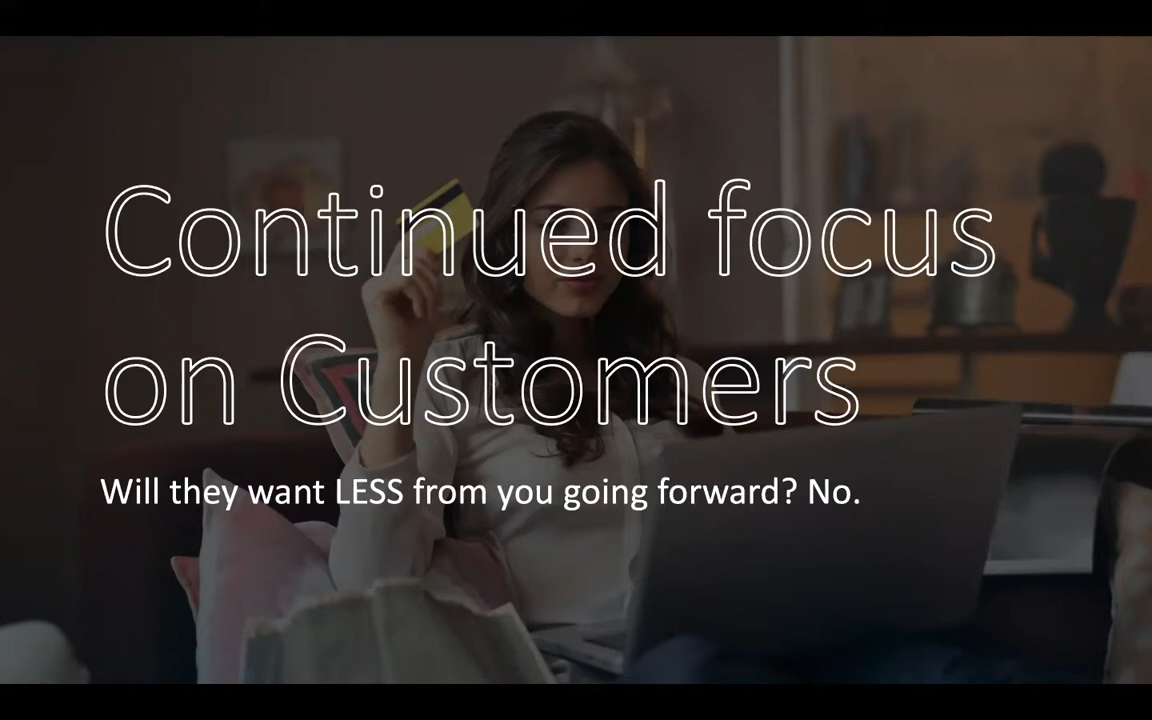 Continued focus
on Customers
Will they want LESS from you going forward? No.